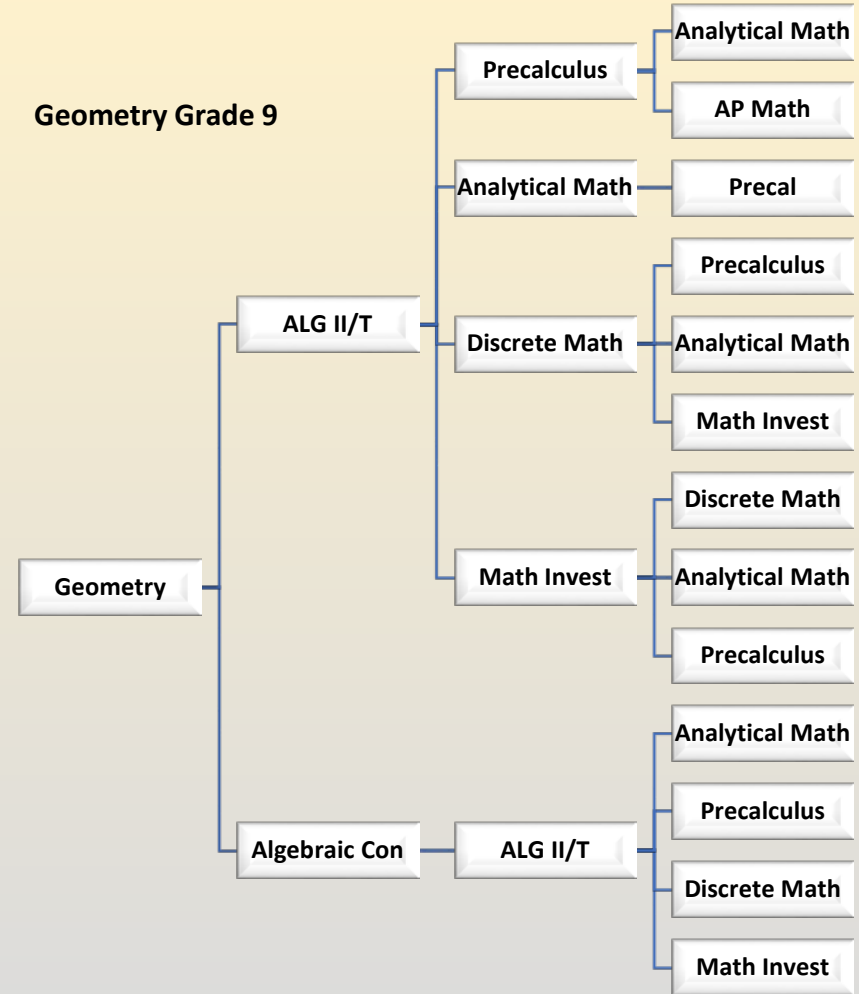 Geometry Grade 9
Geometry
ALG II/T
Precalculus
Analytical Math
AP Math
Analytical Math
Precal
Discrete Math
Precalculus
Analytical Math
Math Invest
Math Invest
Discrete Math
Analytical Math
Precalculus
Algebraic Con
ALG II/T
Analytical Math
Precalculus
Discrete Math
Math Invest